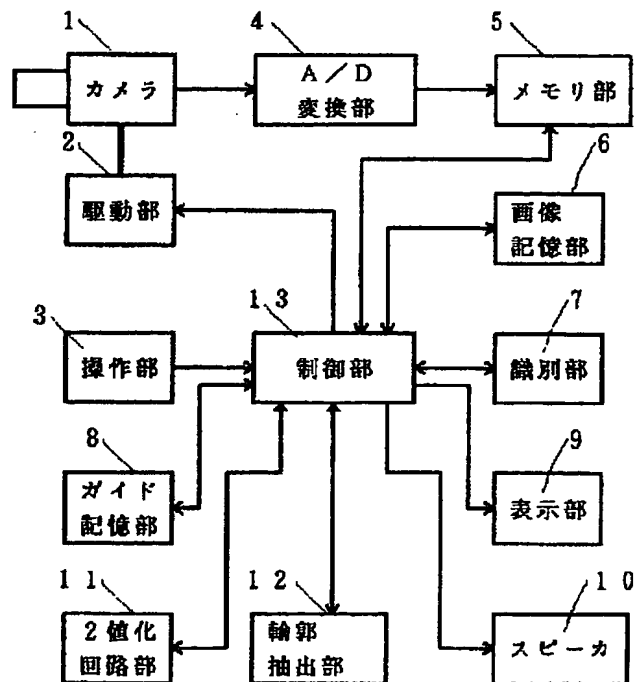 1
カメラ
4
A/D
変換部
5
メモリ部
2
駆動部
6
画像
記憶部
3
操作部
13
制御部
7
識別部
8
ガイド
記憶部
9
表示部
11
2値化
回路部
12
輪郭
抽出部
10
スピーカ